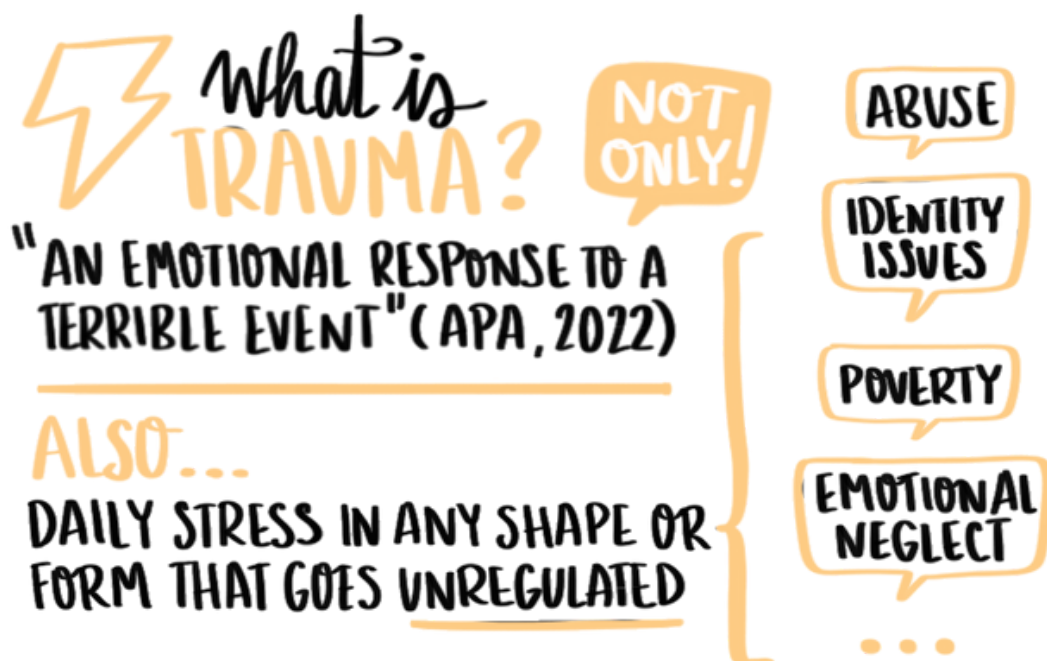 What is
TRAUMA?
NOT
ONLY!
"AN EMOTIONAL RESPONSE TO A
TERRIBLE EVENT" (APA, 2022)
ALSO...
DAILY STRESS IN ANY SHAPE OR
FORM THAT GOES UNREGULATED
ABUSE
IDENTITY
ISSUES
POVERTY
EMOTIONAL
NEGLECT
...